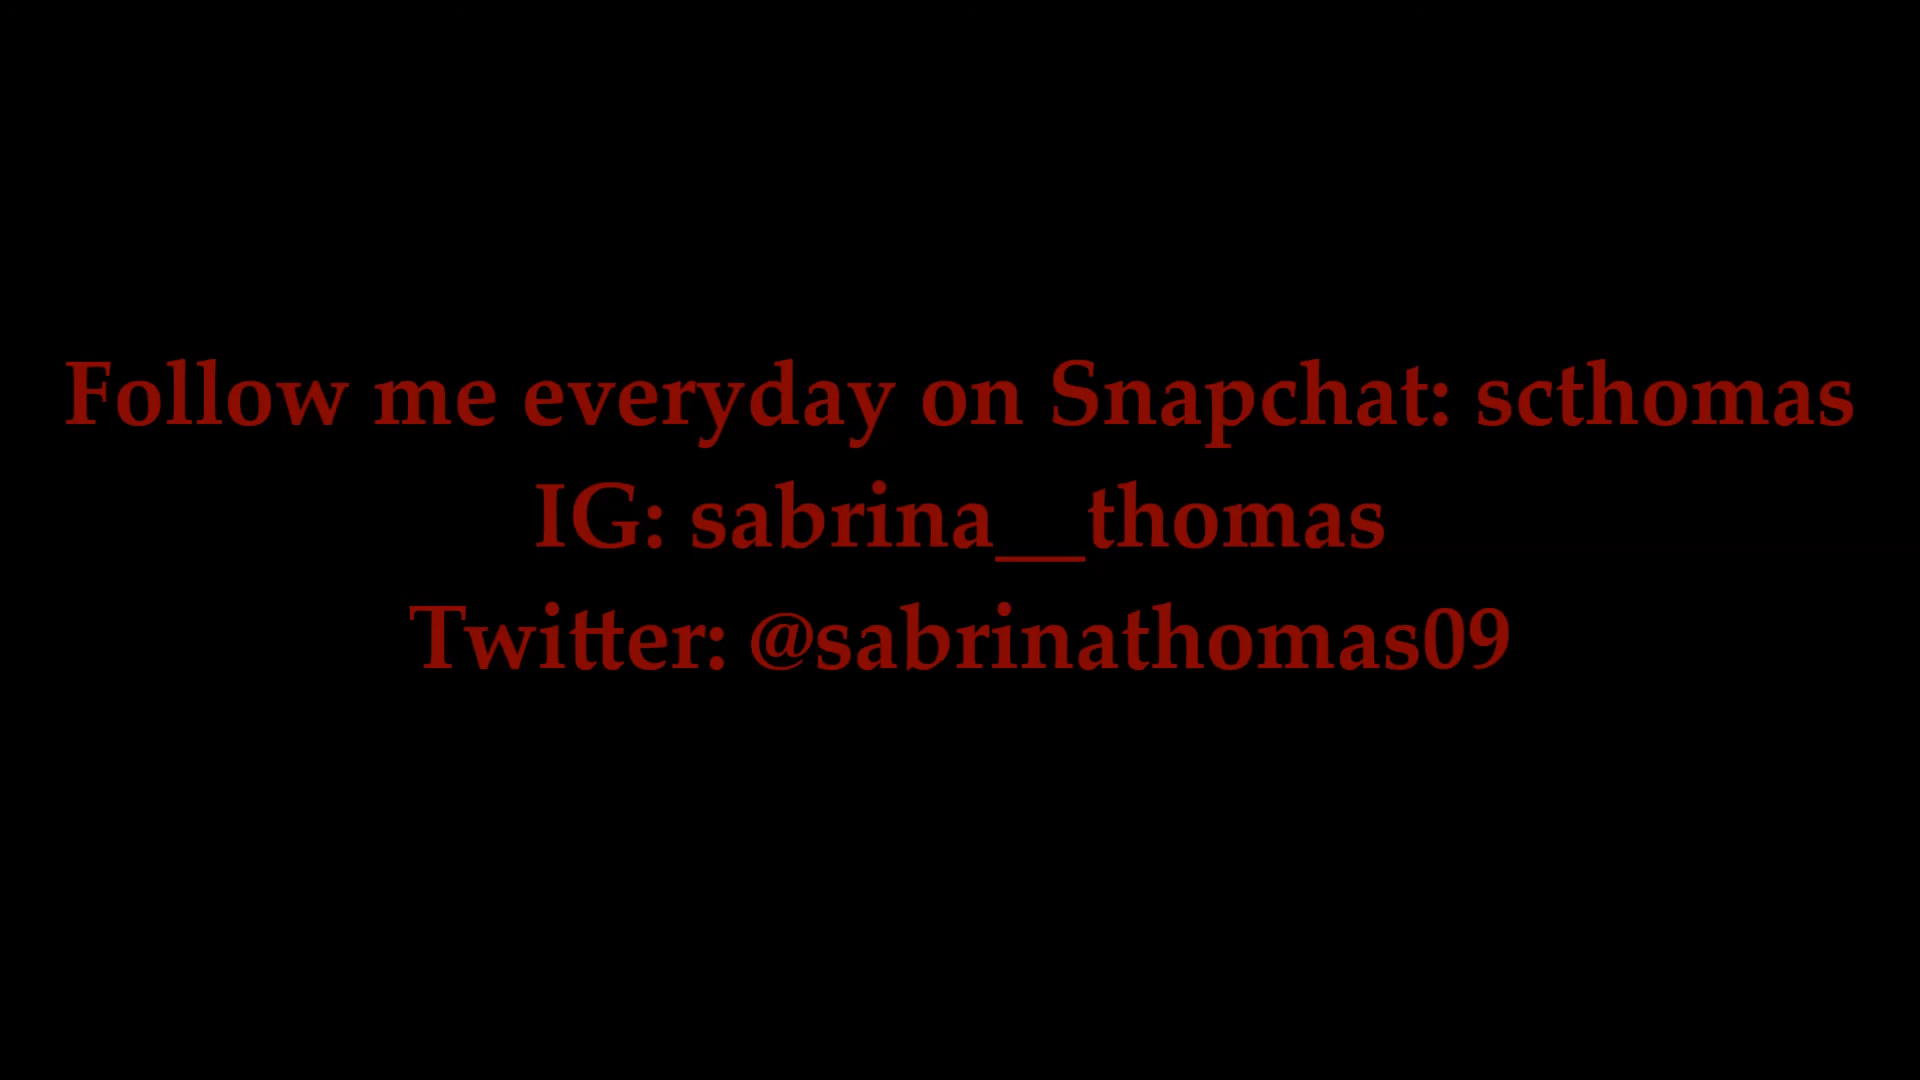 Follow me everyday on Snapchat: scthomas
IG: sabrina__thomas
Twitter: @sabrinathomas09